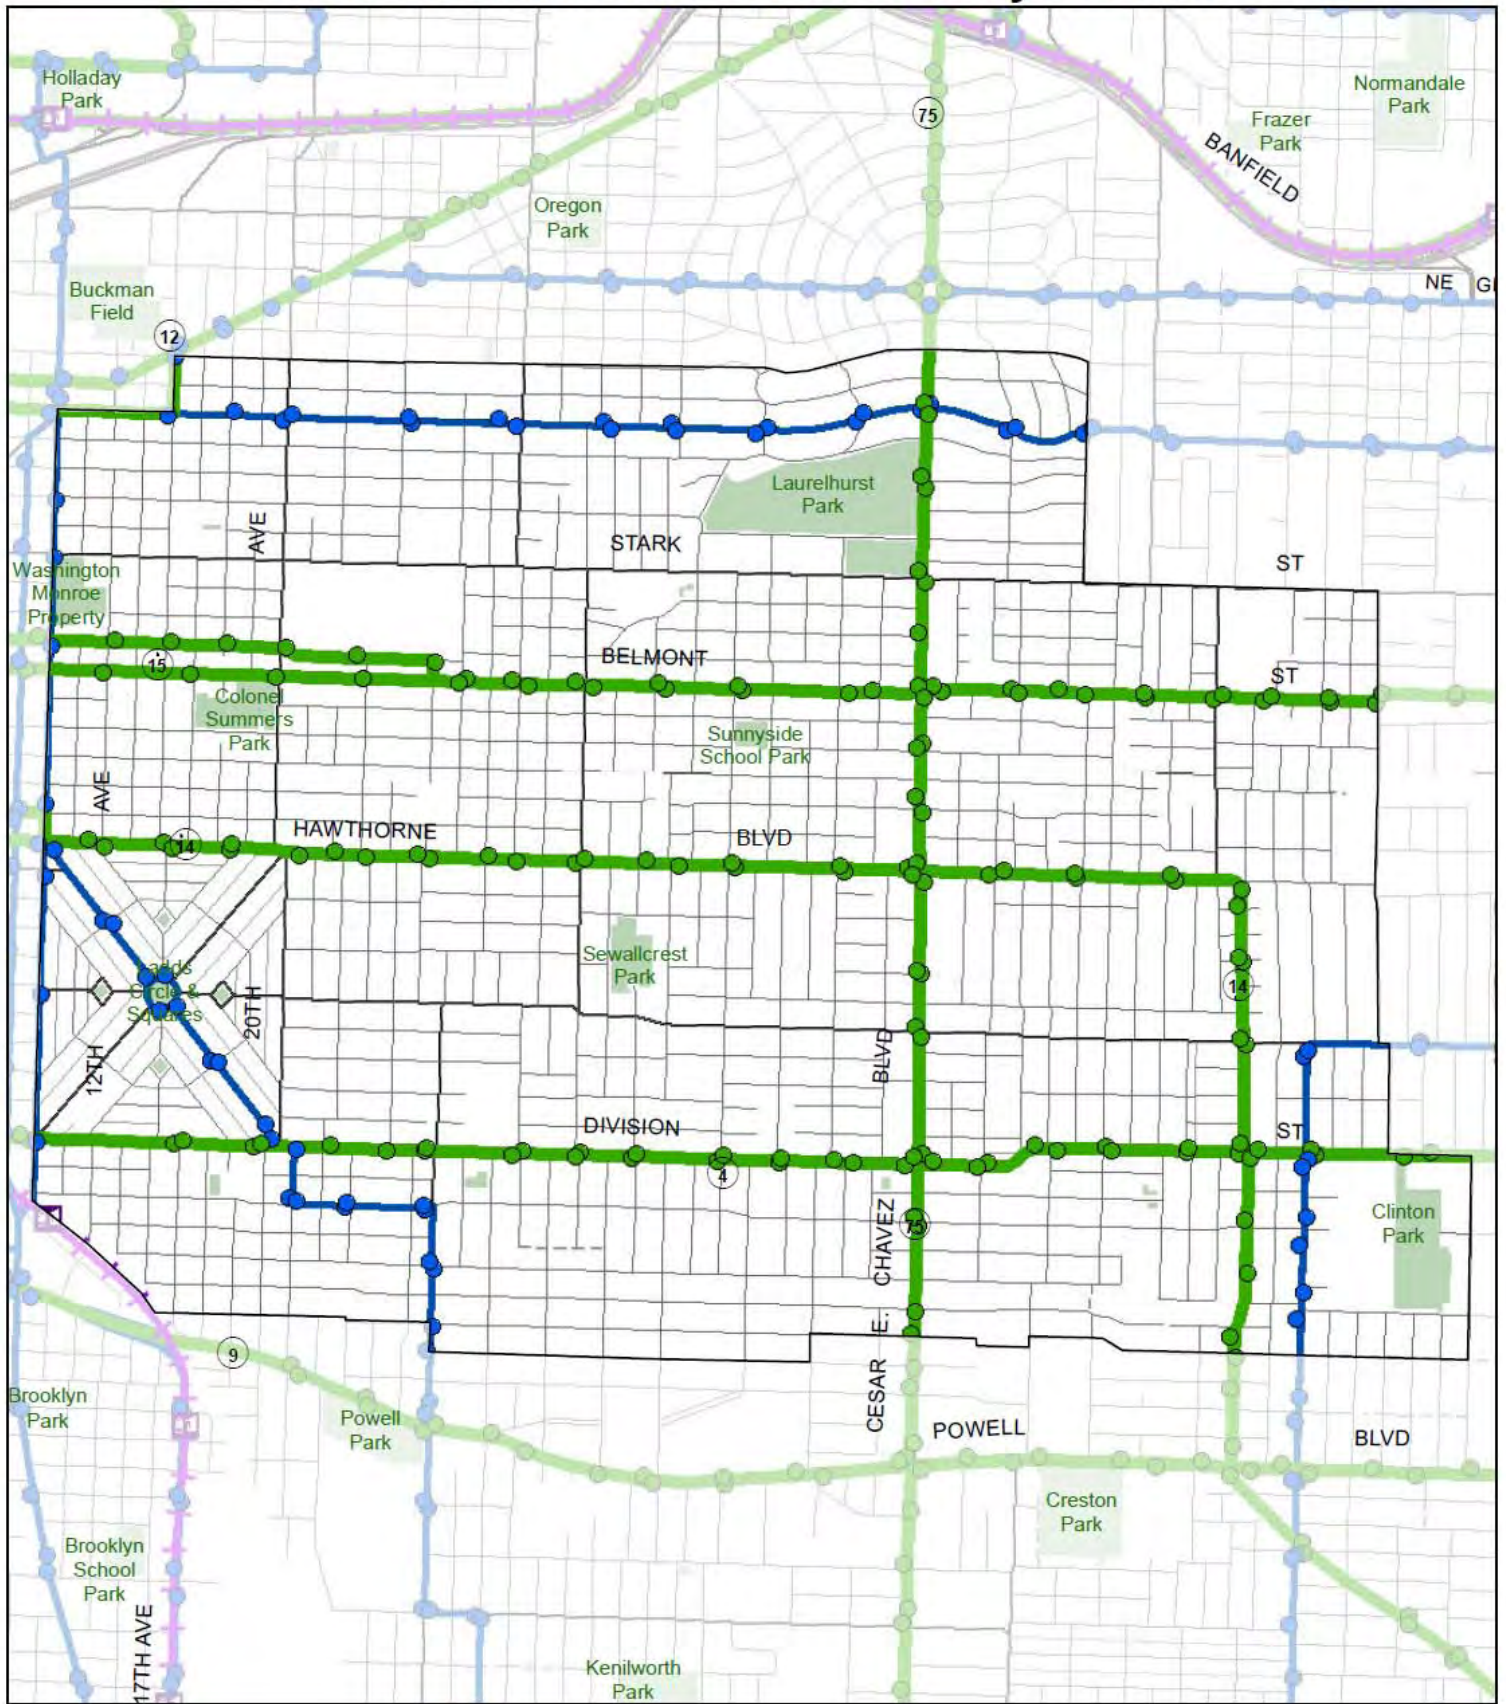 Holladay
Park
Normandale
Park
75
Frazer
Park
BANFIELD
Oregon
Park
NE
Buckman
Field
12
Laurelhurst
Park
AVE
STARK
ST
Washington
Monroe
Property
BELMONT
15
ST
Colonel
Summers
Park
Sunnyside
School Park
AVE
HAWTHORNE
BLVD
14
Sewallcrest
Park
Ladds
Circle &
Squares
14
20TH
12TH
BLVD
DIVISION
ST
4
CHAVEZ
75
Clinton
Park
E.
9
CESAR
Brooklyn
Park
Powell
Park
POWELL
BLVD
Creston
Park
Brooklyn
School
Park
17TH AVE
Kenilworth
Park